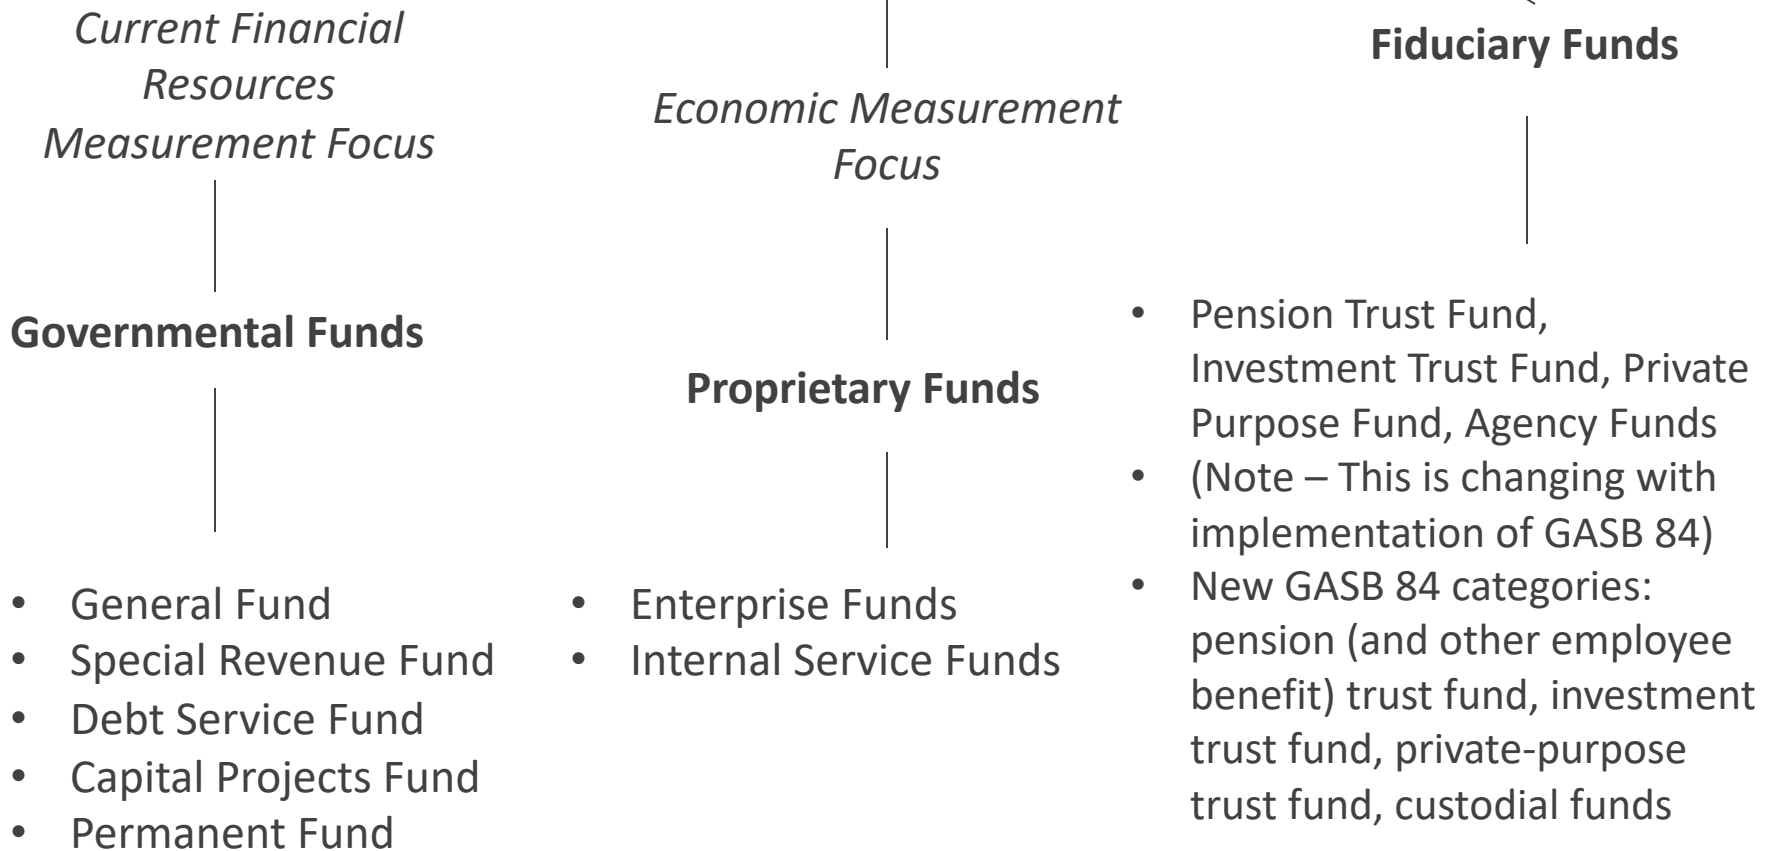 Current Financial
Resources
Measurement Focus
Governmental Funds
• General Fund
• Special Revenue Fund
• Debt Service Fund
• Capital Projects Fund
• Permanent Fund
Economic Measurement
Focus
Proprietary Funds
• Enterprise Funds
• Internal Service Funds
Fiduciary Funds
• Pension Trust Fund,
Investment Trust Fund, Private
Purpose Fund, Agency Funds
• (Note – This is changing with
implementation of GASB 84)
• New GASB 84 categories:
pension (and other employee
benefit) trust fund, investment
trust fund, private-purpose
trust fund, custodial funds